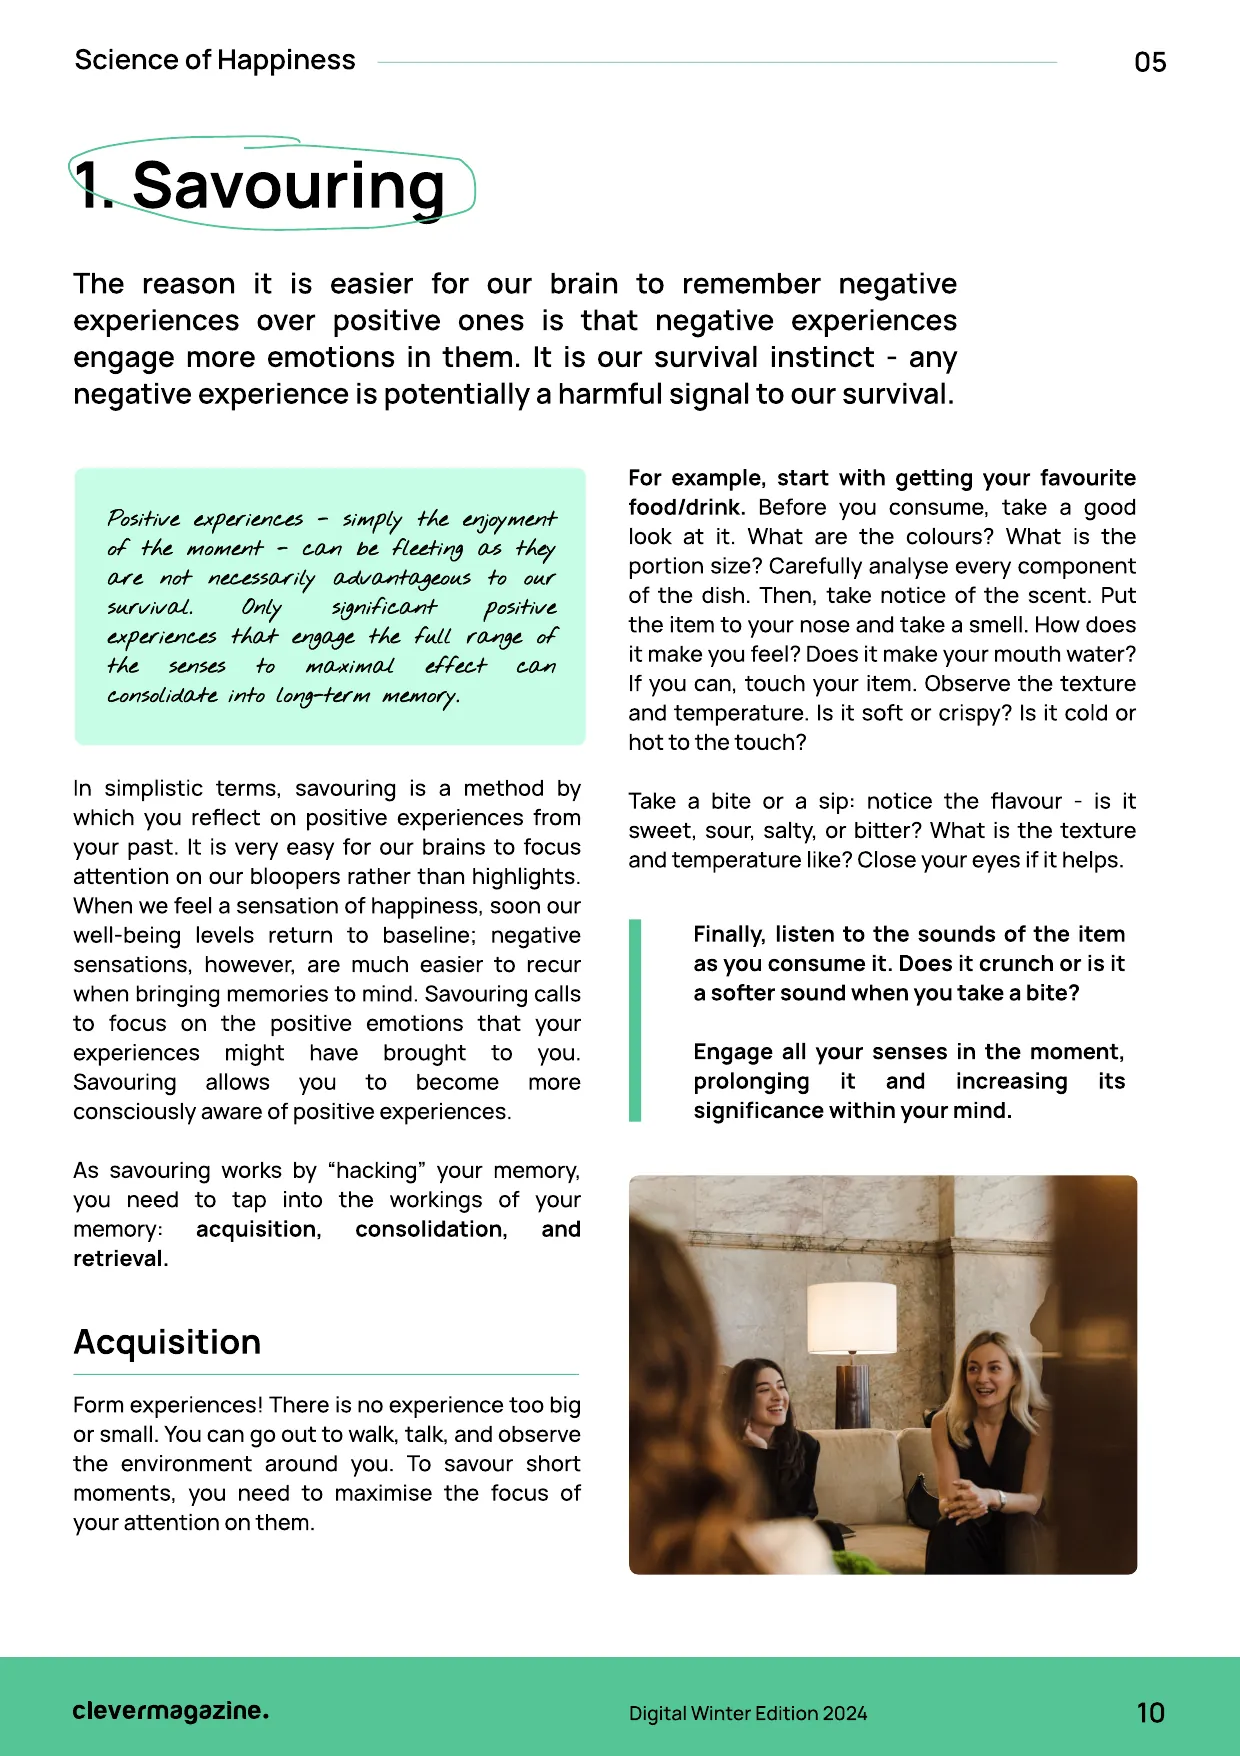 Science of Happiness
05
1. Savouring
The reason it is easier for our brain to remember negative
experiences over positive ones is that negative experiences
engage more emotions in them. It is our survival instinct - any
negative experience is potentially a harmful signal to our survival.
Positive experiences - simply the enjoyment
of the moment - can be fleeting as they
are not necessarily advantageous to our
survival. Only significant positive
experiences that engage the full range of
the senses to maximal effect can
consolidate into long-term memory.
In simplistic terms, savouring is a method by
which you reflect on positive experiences from
your past. It is very easy for our brains to focus
attention on our bloopers rather than highlights.
When we feel a sensation of happiness, soon our
well-being levels return to baseline; negative
sensations, however, are much easier to recur
when bringing memories to mind. Savouring calls
to focus on the positive emotions that your
experiences might have brought to you.
Savouring allows you to become more
consciously aware of positive experiences.
As savouring works by “hacking” your memory,
you need to tap into the workings of your
memory: acquisition, consolidation, and
retrieval.
Acquisition
Form experiences! There is no experience too big
or small. You can go out to walk, talk, and observe
the environment around you. To savour short
moments, you need to maximise the focus of
your attention on them.
For example, start with getting your favourite
food/drink. Before you consume, take a good
look at it. What are the colours? What is the
portion size? Carefully analyse every component
of the dish. Then, take notice of the scent. Put
the item to your nose and take a smell. How does
it make you feel? Does it make your mouth water?
If you can, touch your item. Observe the texture
and temperature. Is it soft or crispy? Is it cold or
hot to the touch?
Take a bite or a sip: notice the flavour - is it
sweet, sour, salty, or bitter? What is the texture
and temperature like? Close your eyes if it helps.
Finally, listen to the sounds of the item
as you consume it. Does it crunch or is it
a softer sound when you take a bite?
Engage all your senses in the moment,
prolonging it and increasing its
significance within your mind.
clevermagazine.
Digital Winter Edition 2024
10